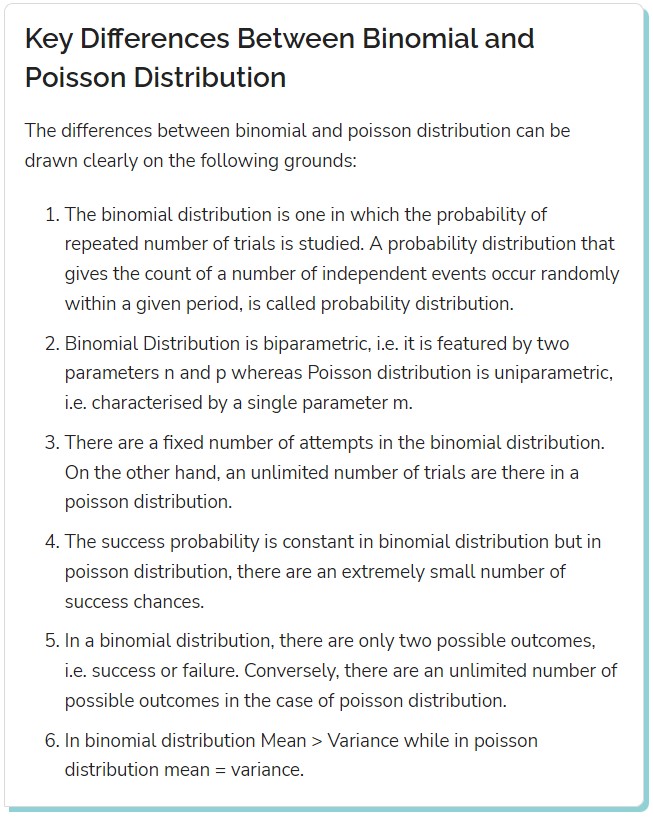 Key Differences Between Binomial and
Poisson Distribution
The differences between binomial and poisson distribution can be
drawn clearly on the following grounds:
1. The binomial distribution is one in which the probability of
repeated number of trials is studied. A probability distribution that
gives the count of a number of independent events occur randomly
within a given period, is called probability distribution.
2. Binomial Distribution is biparametric, i.e. it is featured by two
parameters n and p whereas Poisson distribution is uniparametric,
i.e. characterised by a single parameter m.
3. There are a fixed number of attempts in the binomial distribution.
On the other hand, an unlimited number of trials are there in a
poisson distribution.
4. The success probability is constant in binomial distribution but in
poisson distribution, there are an extremely small number of
success chances.
5. In a binomial distribution, there are only two possible outcomes,
i.e. success or failure. Conversely, there are an unlimited number of
possible outcomes in the case of poisson distribution.
6. In binomial distribution Mean > Variance while in poisson
distribution mean = variance.